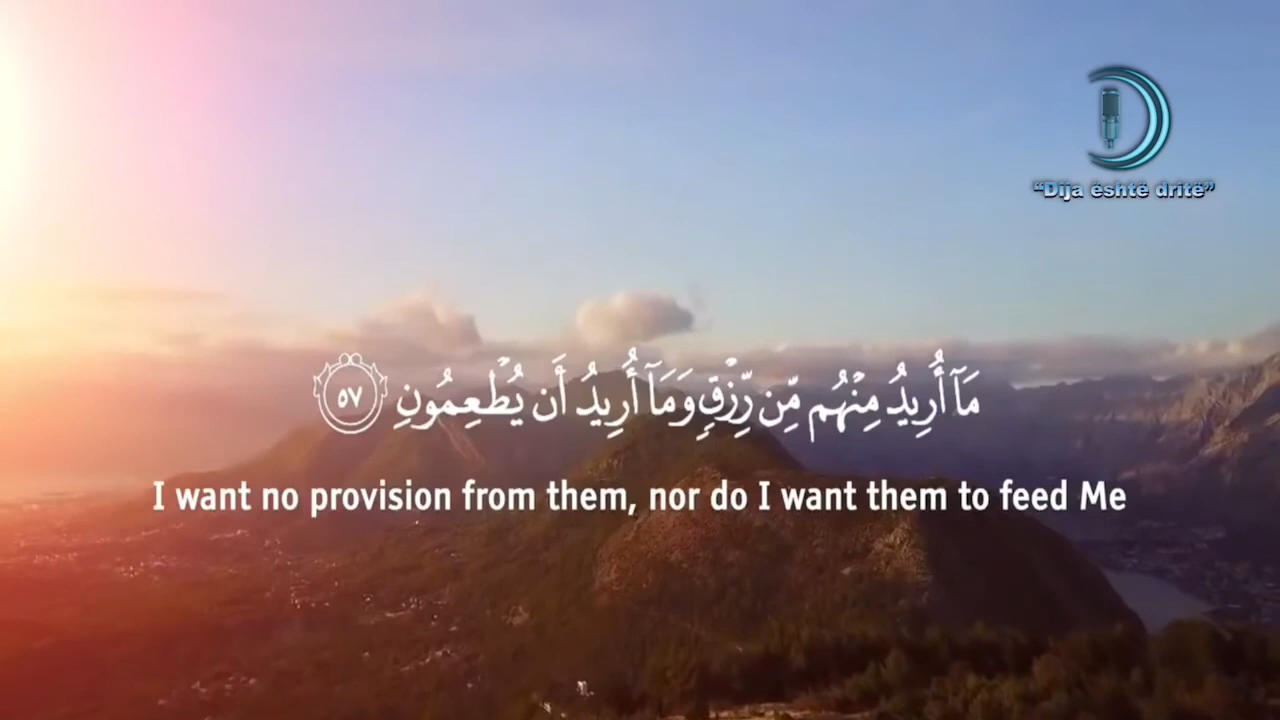 “Dija është dritë”
مَآ أُرِيدُ مِنْهُم مِّن رِّزْقٍ وَمَآ أُرِيدُ أَن يُطْعِمُونِ ٥٧
I want no provision from them, nor do I want them to feed Me